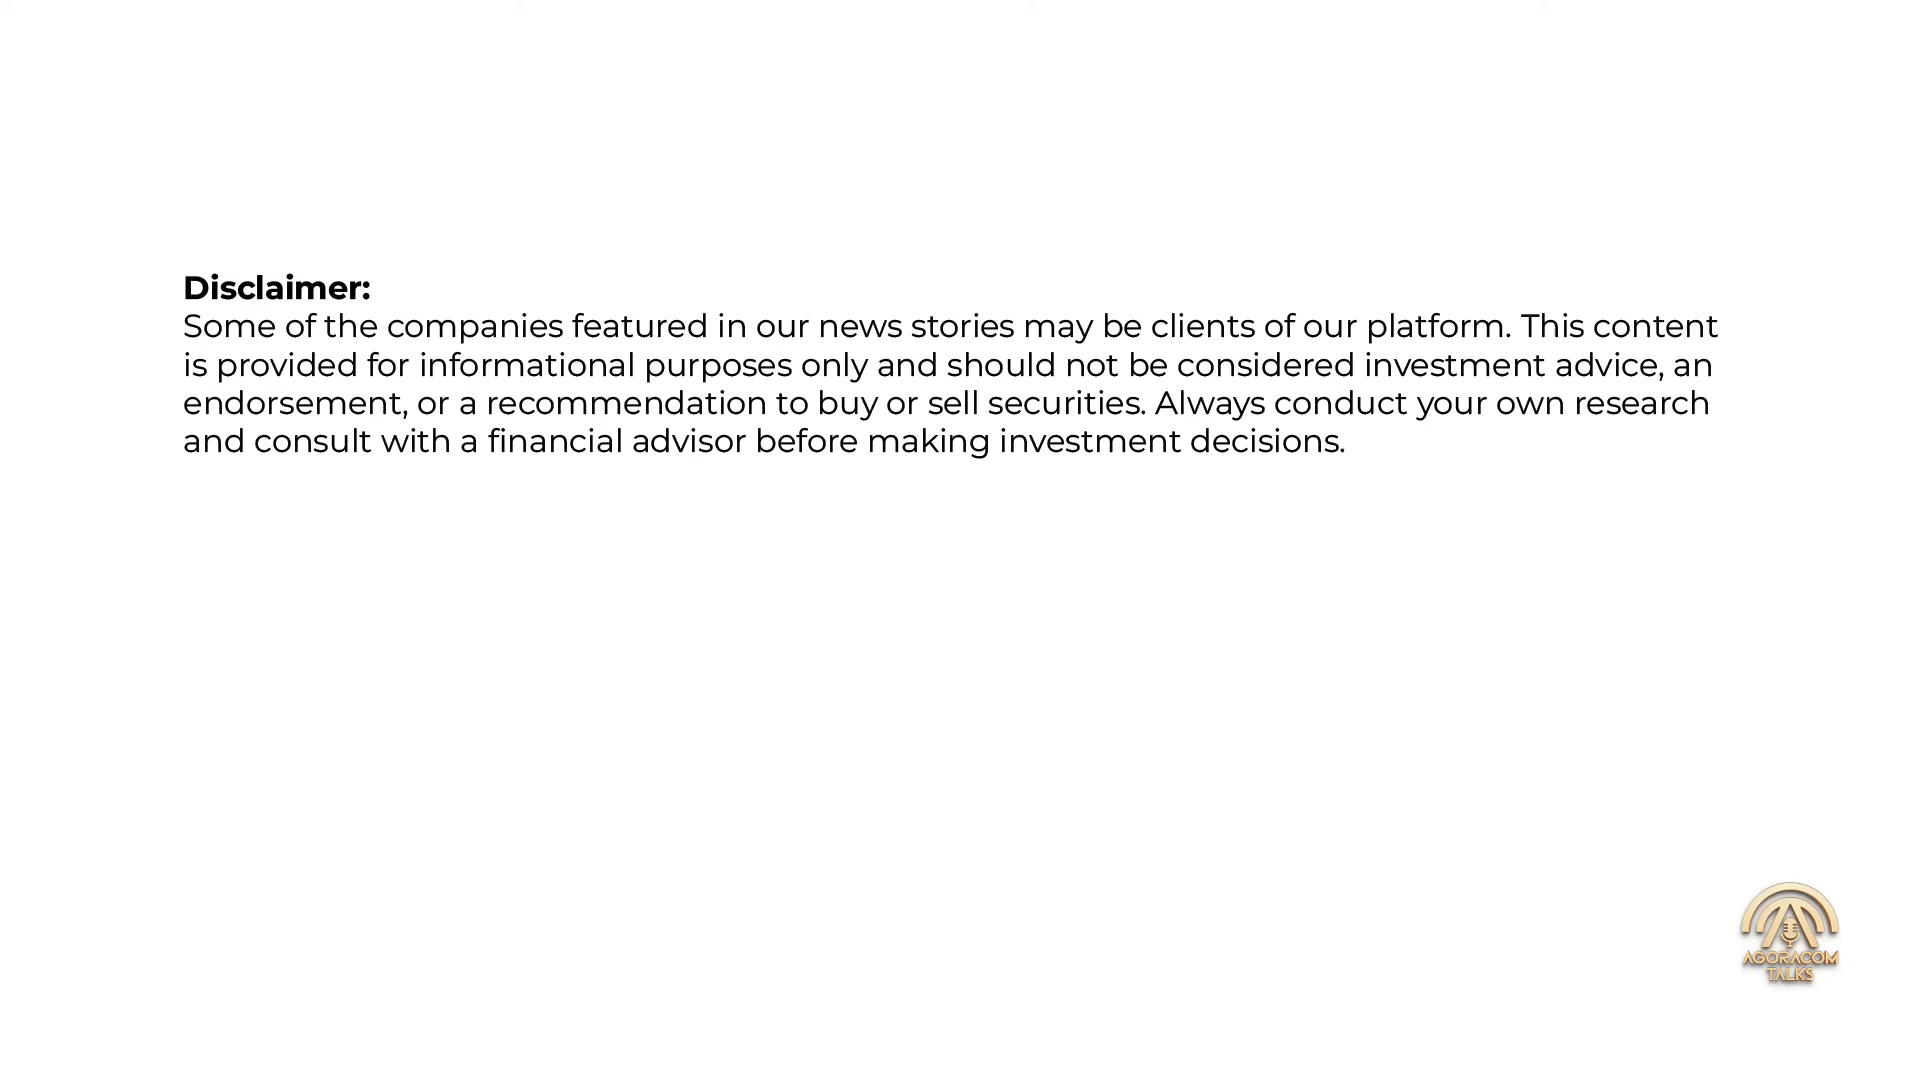 Disclaimer:
Some of the companies featured in our news stories may be clients of our platform. This content
is provided for informational purposes only and should not be considered investment advice, an
endorsement, or a recommendation to buy or sell securities. Always conduct your own research
and consult with a financial advisor before making investment decisions.
AGORACOM
TALKS